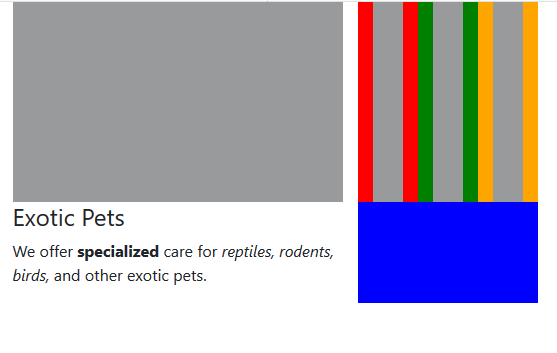 Exotic Pets
We offer specialized care for reptiles, rodents,
birds, and other exotic pets.